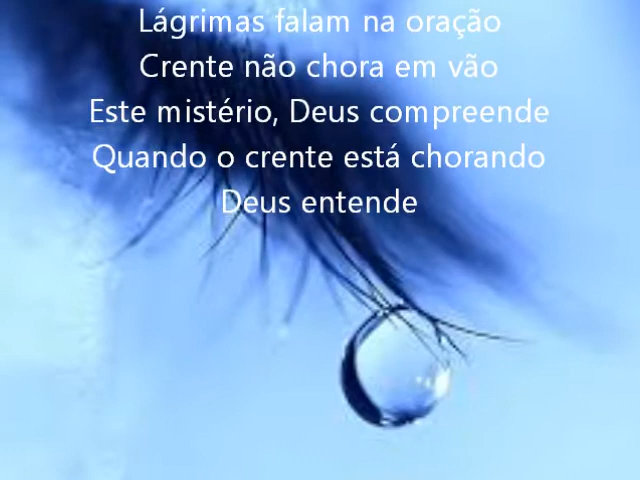 Lágrimas falam na oração
Crente não chora em vão
Este mistério, Deus compreende
Quando o crente está chorando
Deus entende